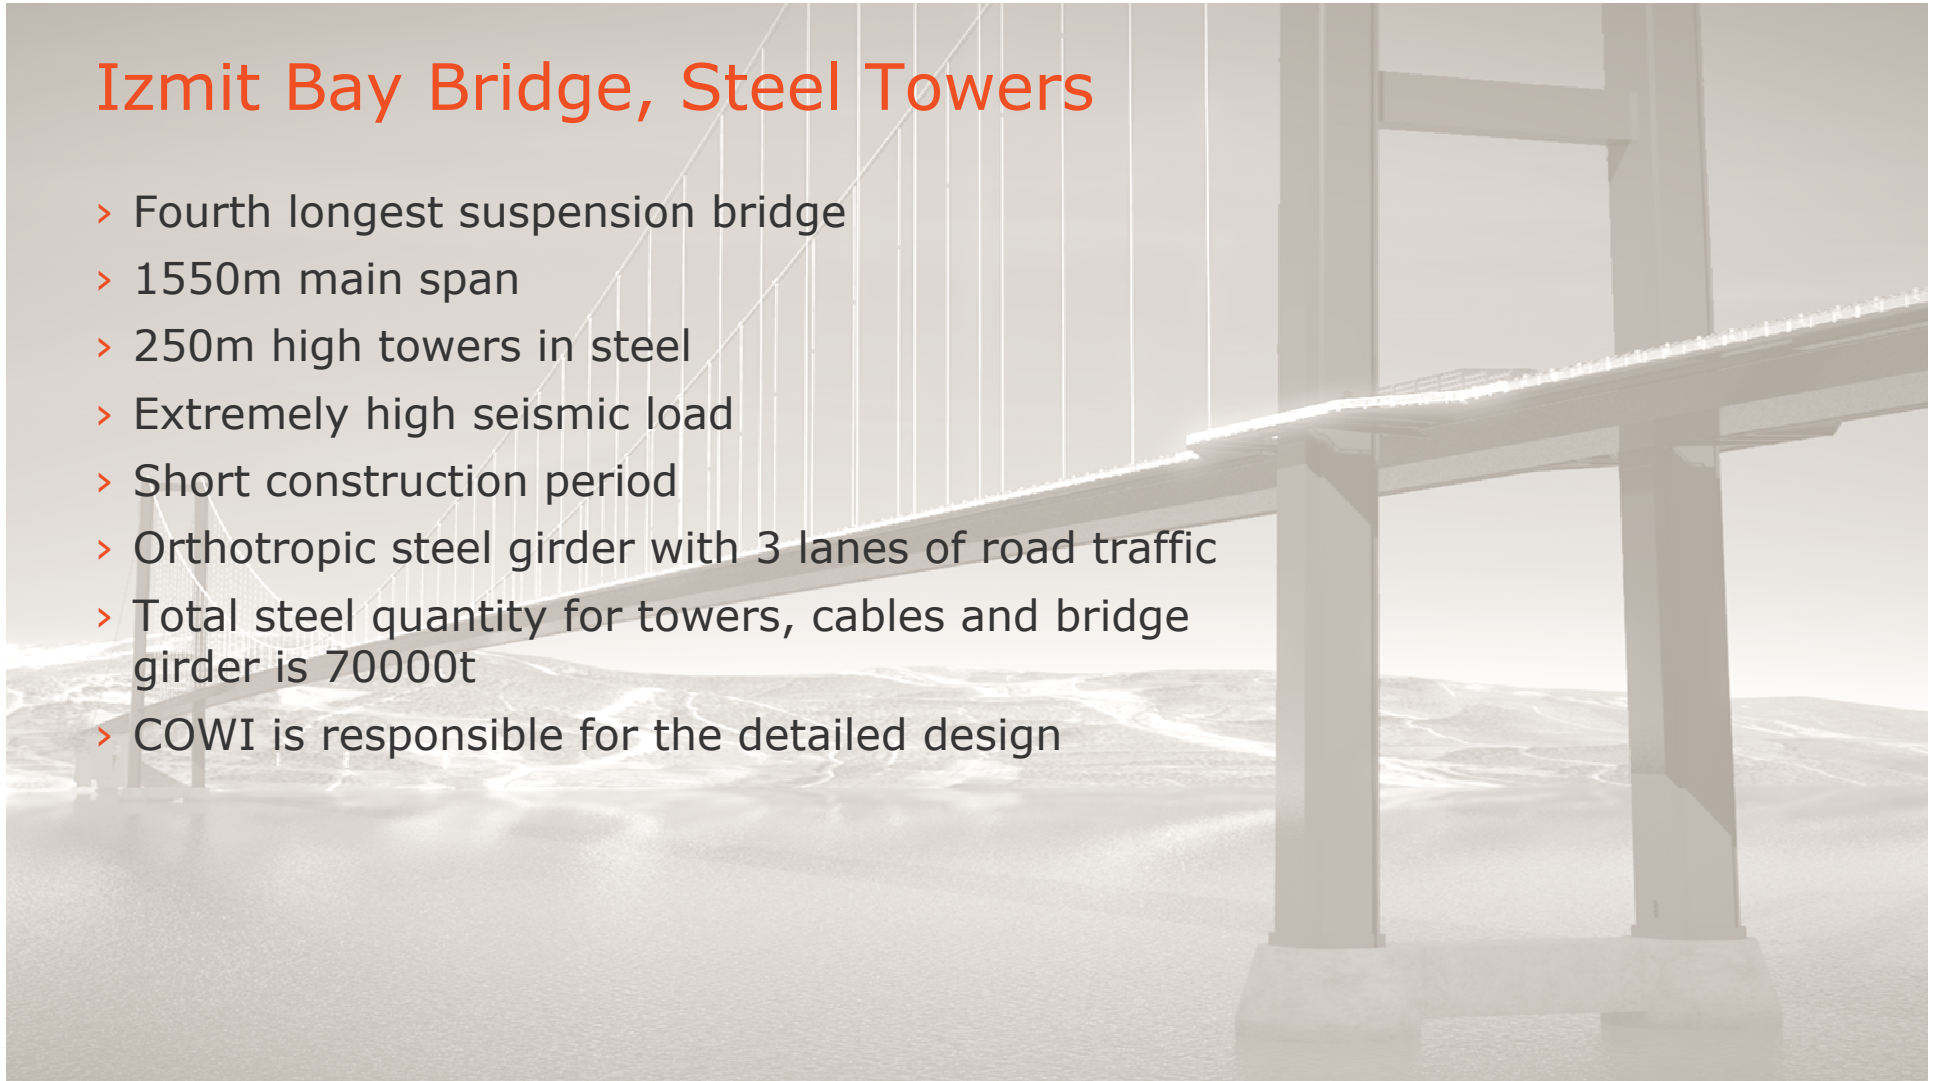 Izmit Bay Bridge, Steel Towers
› Fourth longest suspension bridge
› 1550m main span
› 250m high towers in steel
› Extremely high seismic load
› Short construction period
› Orthotropic steel girder with 3 lanes of road traffic
› Total steel quantity for towers, cables and bridge
girder is 70000t
› COWI is responsible for the detailed design